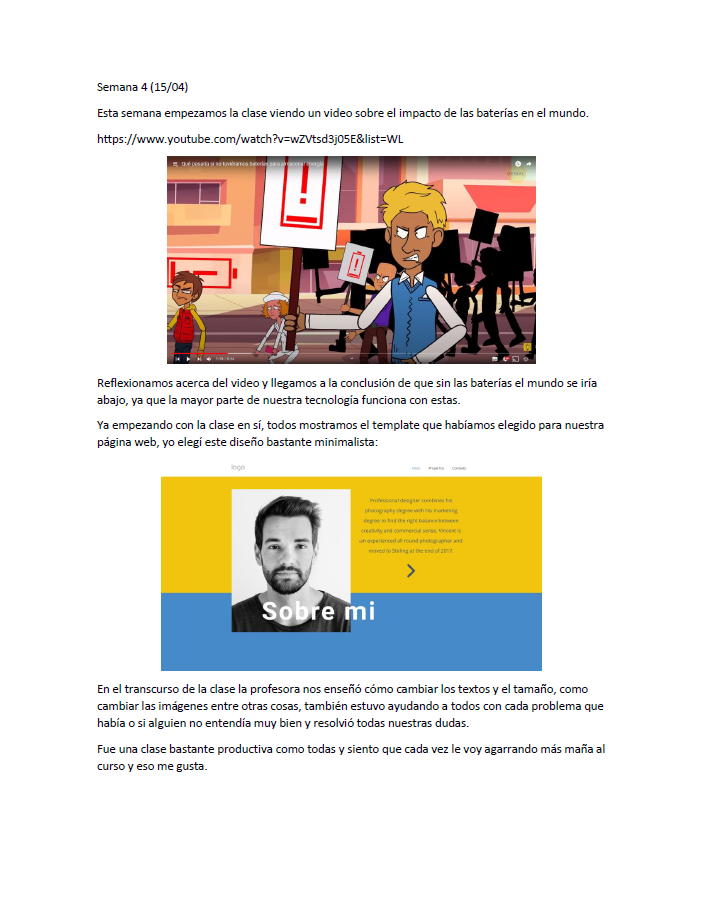 Semana 4 (15/04)
Esta semana empezamos la clase viendo un video sobre el impacto de las baterías en el mundo.
https://www.youtube.com/watch?v=wZVtsd3j05E&list=WL
Qué pasaría si no tuviéramos baterías para almacenar energía
Reflexionamos acerca del video y llegamos a la conclusión de que sin las baterías el mundo se iría
abajo, ya que la mayor parte de nuestra tecnología funciona con estas.
Ya empezando con la clase en sí, todos mostramos el template que habíamos elegido para nuestra
página web, yo elegí este diseño bastante minimalista:
logo
Inicio Proyectos Contacto
Professional designer combines his
photography degree with his marketing
degree to find the right balance between
creativity and commercial sense. Vincent is
an experienced all round photographer and
moved to Stirling at the end of 2017.
Sobre mi
En el transcurso de la clase la profesora nos enseñó cómo cambiar los textos y el tamaño, como
cambiar las imágenes entre otras cosas, también estuvo ayudando a todos con cada problema que
había o si alguien no entendía muy bien y resolvió todas nuestras dudas.
Fue una clase bastante productiva como todas y siento que cada vez le voy agarrando más maña al
curso y eso me gusta.